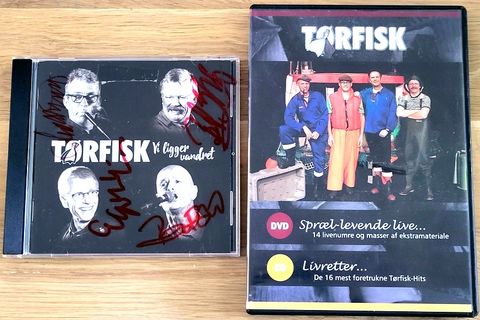 TØRFISK
Vi ligger
vandret
TØRFISK
DVD
Spræl-levende live...
14 livenumre og masser af ekstramateriale
Livretter...
De 16 mest foretrukne Tørfisk-Hits